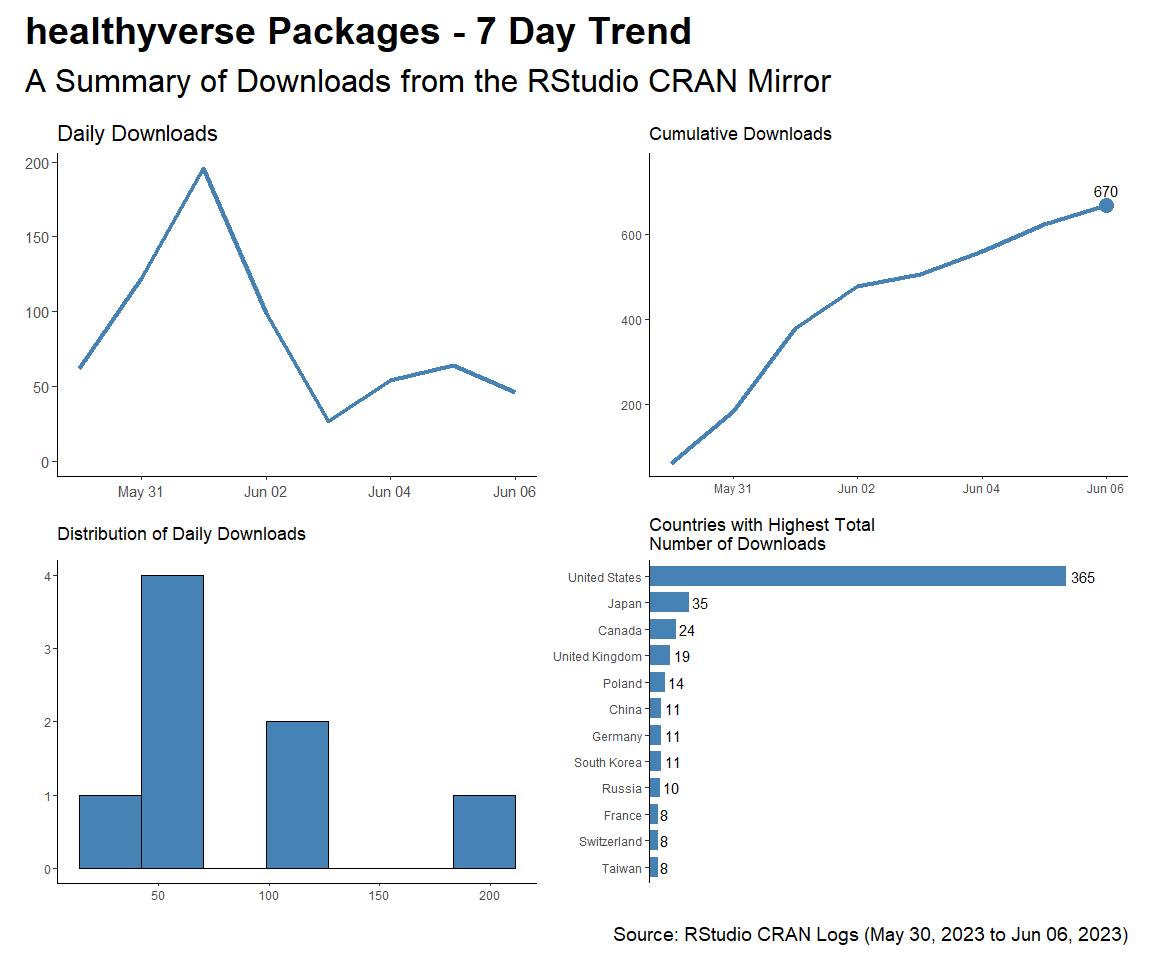 healthyverse Packages - 7 Day Trend
A Summary of Downloads from the RStudio CRAN Mirror
Daily Downloads
200
150
100
50
0
May 31 Jun 02 Jun 04 Jun 06
Cumulative Downloads
670
600
400
200
May 31 Jun 02 Jun 04 Jun 06
Distribution of Daily Downloads
4
3
2
1
0
50 100 150 200
Countries with Highest Total
Number of Downloads
United States 365
Japan 35
Canada 24
United Kingdom 19
Poland 14
China 11
Germany 11
South Korea 11
Russia 10
France 8
Switzerland 8
Taiwan 8
Source: RStudio CRAN Logs (May 30, 2023 to Jun 06, 2023)